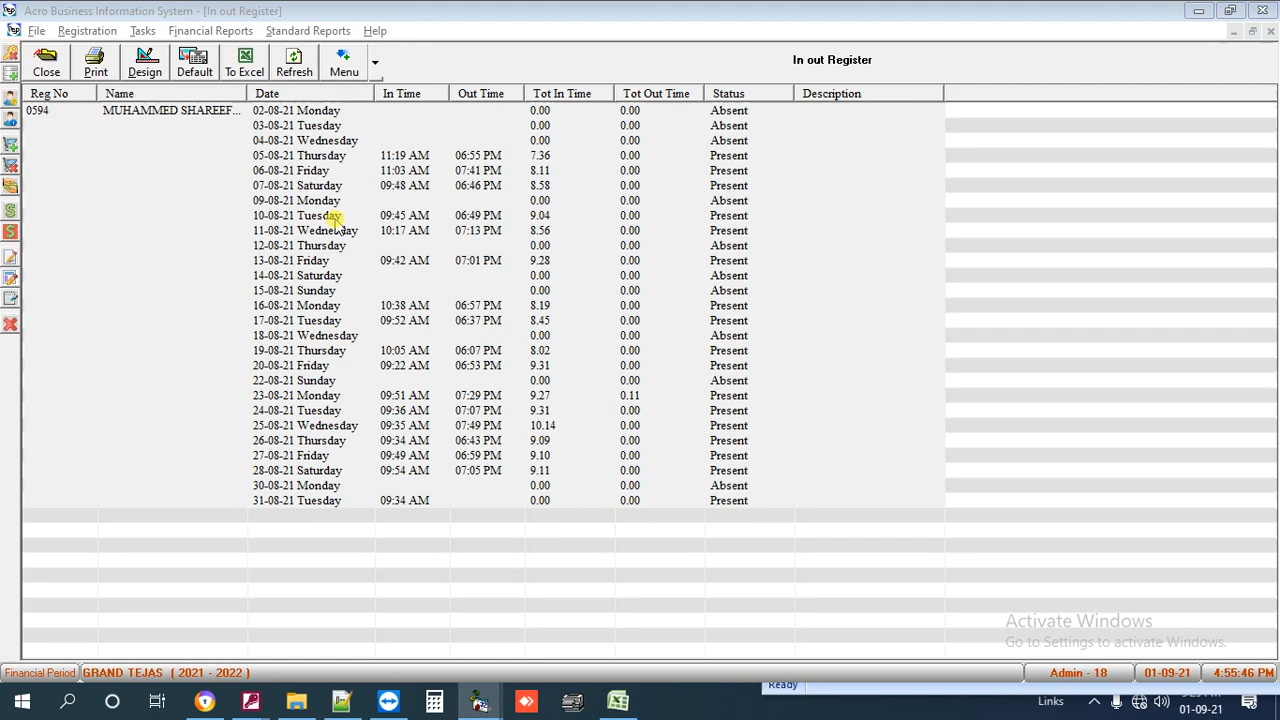 Acro Business Information System - [In out Register]
File Registration Tasks Financial Reports Standard Reports Help
Close Print Design Default To Excel Refresh Menu
In out Register
Reg No Name Date In Time Out Time Tot In Time Tot Out Time Status Description
0594 MUHAMMED SHAREEF... 02-08-21 Monday 0.00 0.00 Absent
03-08-21 Tuesday 0.00 0.00 Absent
04-08-21 Wednesday 0.00 0.00 Absent
05-08-21 Thursday 11:19 AM 06:55 PM 7.36 0.00 Present
06-08-21 Friday 11:03 AM 07:41 PM 8.11 0.00 Present
07-08-21 Saturday 09:48 AM 06:46 PM 8.58 0.00 Present
09-08-21 Monday 0.00 0.00 Absent
10-08-21 Tuesday 09:45 AM 06:49 PM 9.04 0.00 Present
11-08-21 Wednesday 10:17 AM 07:13 PM 8.56 0.00 Present
12-08-21 Thursday 0.00 0.00 Absent
13-08-21 Friday 09:42 AM 07:01 PM 9.28 0.00 Present
14-08-21 Saturday 0.00 0.00 Absent
15-08-21 Sunday 0.00 0.00 Absent
16-08-21 Monday 10:38 AM 06:57 PM 8.19 0.00 Present
17-08-21 Tuesday 09:52 AM 06:37 PM 8.45 0.00 Present
18-08-21 Wednesday 0.00 0.00 Absent
19-08-21 Thursday 10:05 AM 06:07 PM 8.02 0.00 Present
20-08-21 Friday 09:22 AM 06:53 PM 9.31 0.00 Present
22-08-21 Sunday 0.00 0.00 Absent
23-08-21 Monday 09:51 AM 07:29 PM 9.27 0.11 Present
24-08-21 Tuesday 09:36 AM 07:07 PM 9.31 0.00 Present
25-08-21 Wednesday 09:35 AM 07:49 PM 10.14 0.00 Present
26-08-21 Thursday 09:34 AM 06:43 PM 9.09 0.00 Present
27-08-21 Friday 09:49 AM 06:59 PM 9.10 0.00 Present
28-08-21 Saturday 09:54 AM 07:05 PM 9.11 0.00 Present
30-08-21 Monday 0.00 0.00 Absent
31-08-21 Tuesday 09:34 AM 0.00 0.00 Present
Activate Windows
Go to Settings to activate Windows.
Financial Period GRAND TEJAS ( 2021 - 2022 ) Admin - 18 01-09-21 4:55:46 PM
Ready
Links
01-09-21